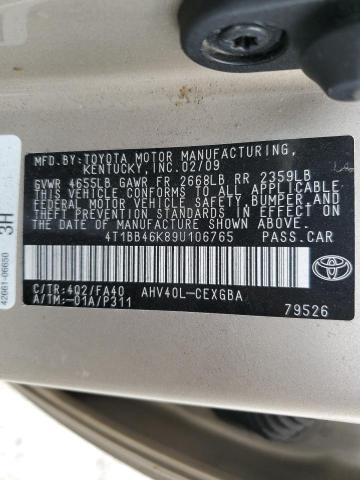 MFD.BY:TOYOTA MOTOR MANUFACTURING,
KENTUCKY,INC.02/09
GVWR 4655LB GAWR FR 2668LB RR 2359LB
THIS VEHICLE CONFORMS TO ALL APPLICABLE
FEDERAL MOTOR VEHICLE SAFETY,BUMPER,AND
THEFT PREVENTION STANDARDS IN EFFECT ON
THE DATE OF MANUFACTURE SHOWN ABOVE.
4T1BB46K89U106765 PASS.CAR
C/TR:4Q2/FA40 AHV40L-CEXGBA
A/TM:-01A/P311
TOYOTA
79526
3H
42661-06650